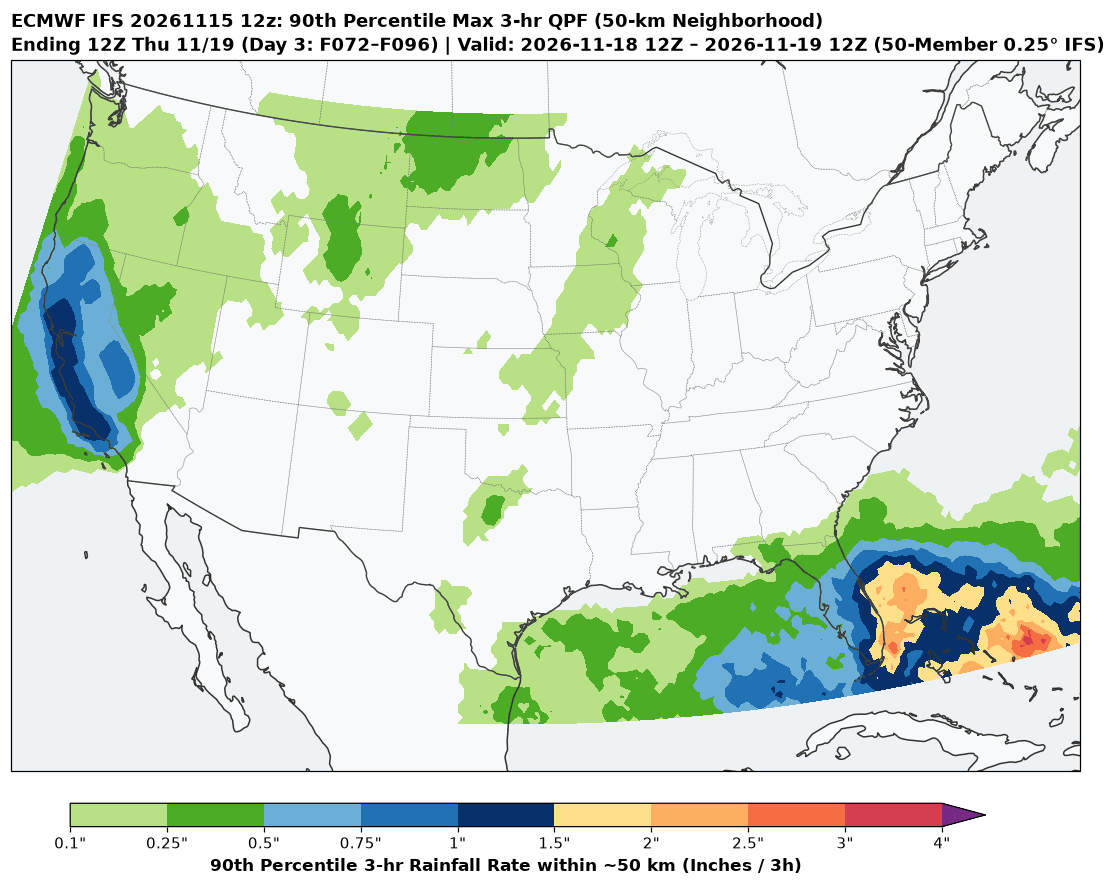 ECMWF IFS 20261115 12z: 90th Percentile Max 3-hr QPF (50-km Neighborhood)
Ending 12Z Thu 11/19 (Day 3: F072–F096) | Valid: 2026-11-18 12Z – 2026-11-19 12Z (50-Member 0.25° IFS)
0.1" 0.25" 0.5" 0.75" 1" 1.5" 2" 2.5" 3" 4"
90th Percentile 3-hr Rainfall Rate within ~50 km (Inches / 3h)